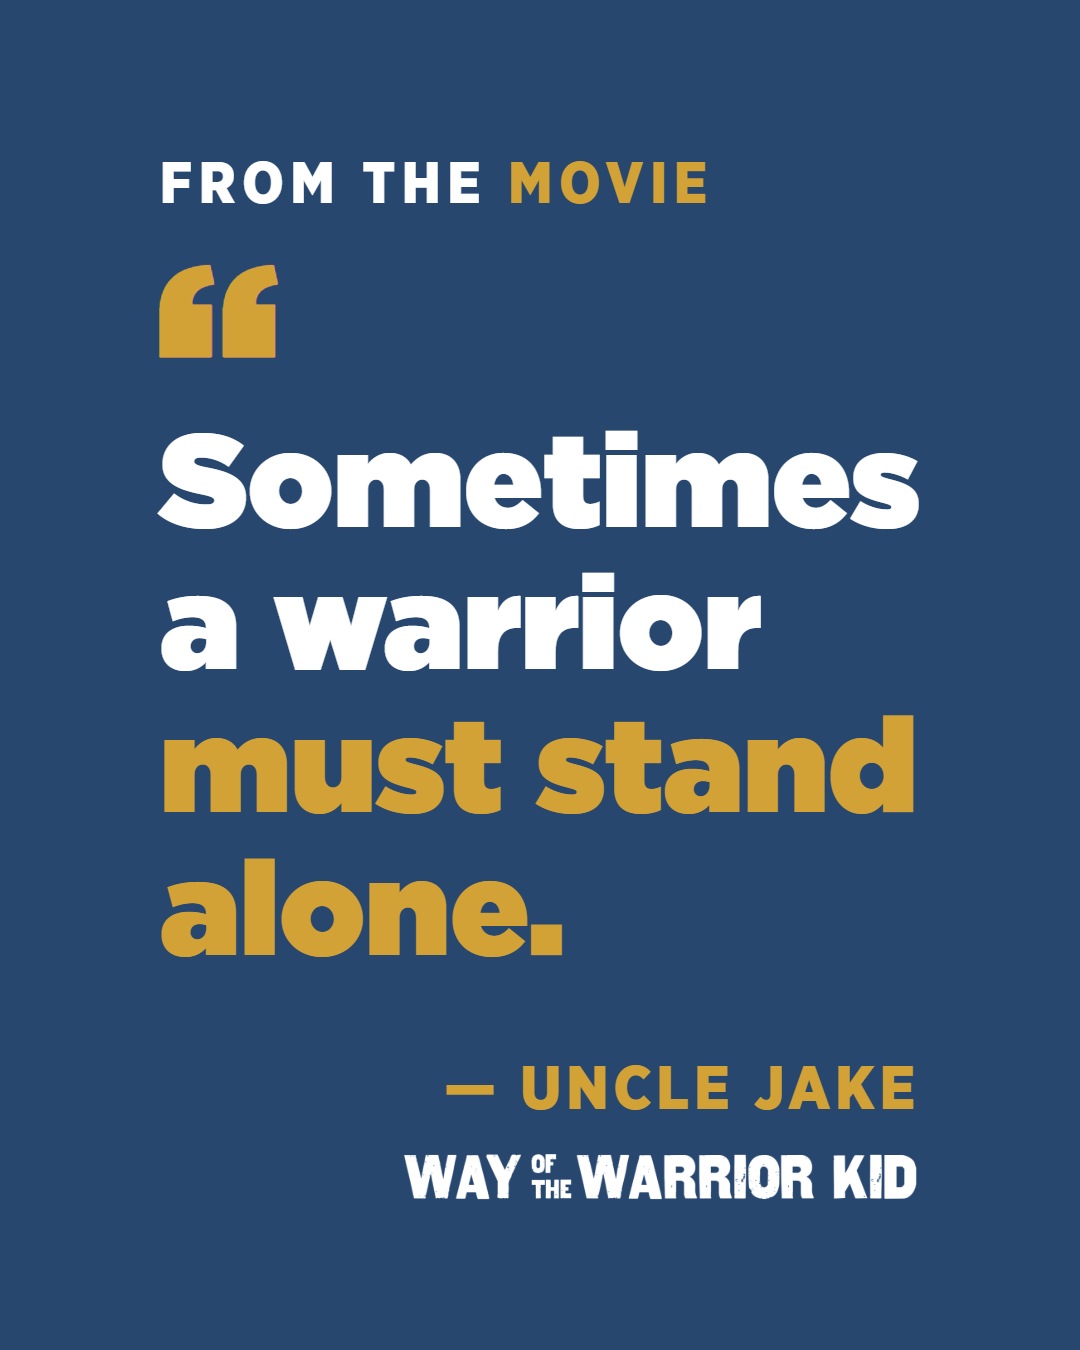 FROM THE MOVIE
“
Sometimes
a warrior
must stand
alone.
— UNCLE JAKE
WAY OF THE WARRIOR KID